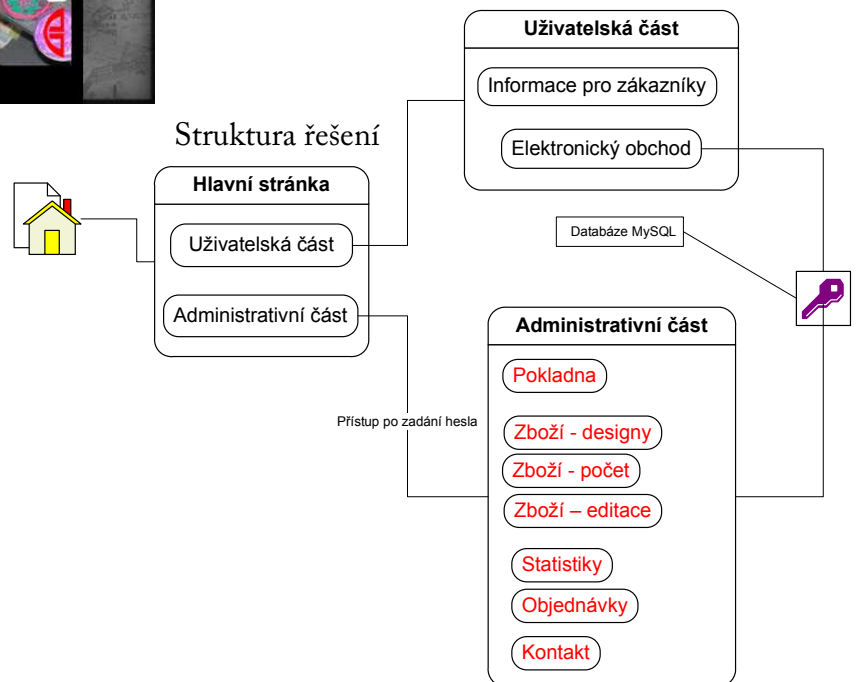 Struktura řešení
Hlavní stránka
Uživatelská část
Administrativní část
Uživatelská část
Informace pro zákazníky
Elektronický obchod
Databáze MySQL
Přístup po zadání hesla
Administrativní část
Pokladna
Zboží - designy
Zboží - počet
Zboží – editace
Statistiky
Objednávky
Kontakt